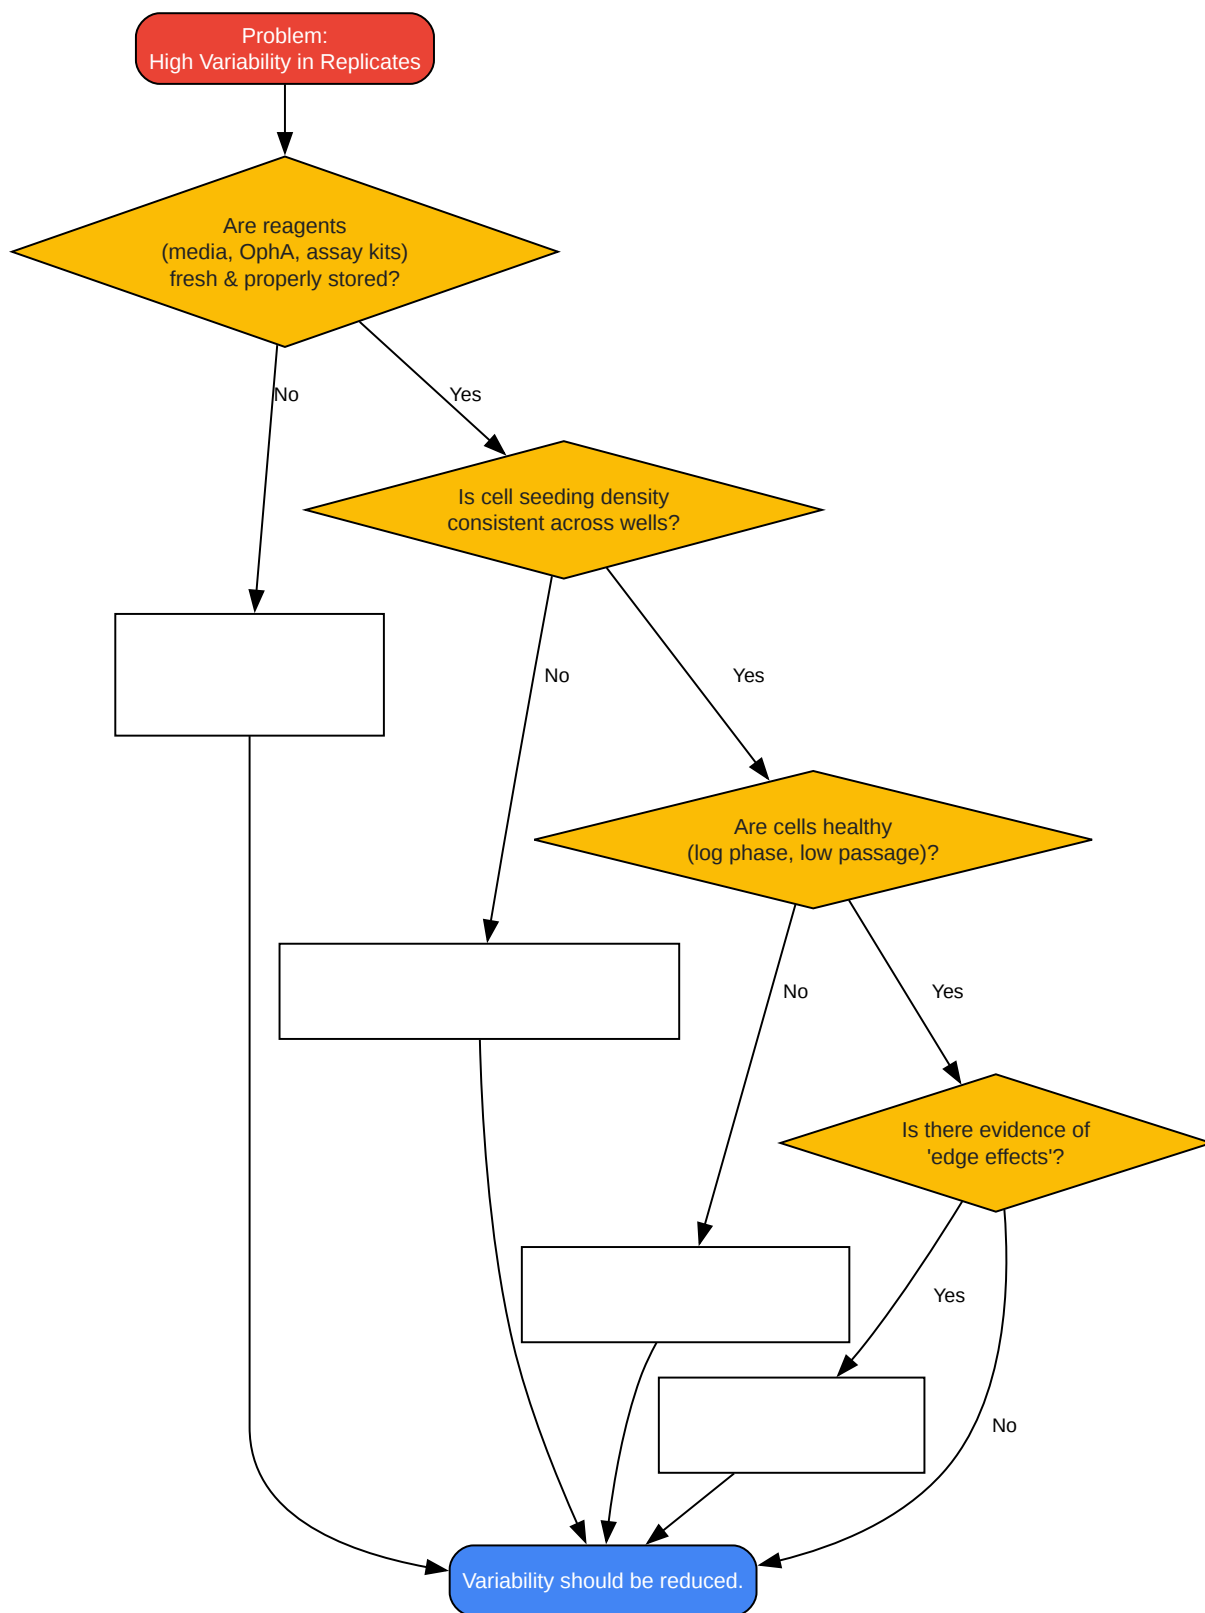 Problem:
High Variability in Replicates
Are reagents
(media, OphA, assay kits)
fresh & properly stored?
No
Yes
Is cell seeding density
consistent across wells?
No
Yes
Are cells healthy
(log phase, low passage)?
No
Yes
Is there evidence of
'edge effects'?
Yes
No
Variability should be reduced.